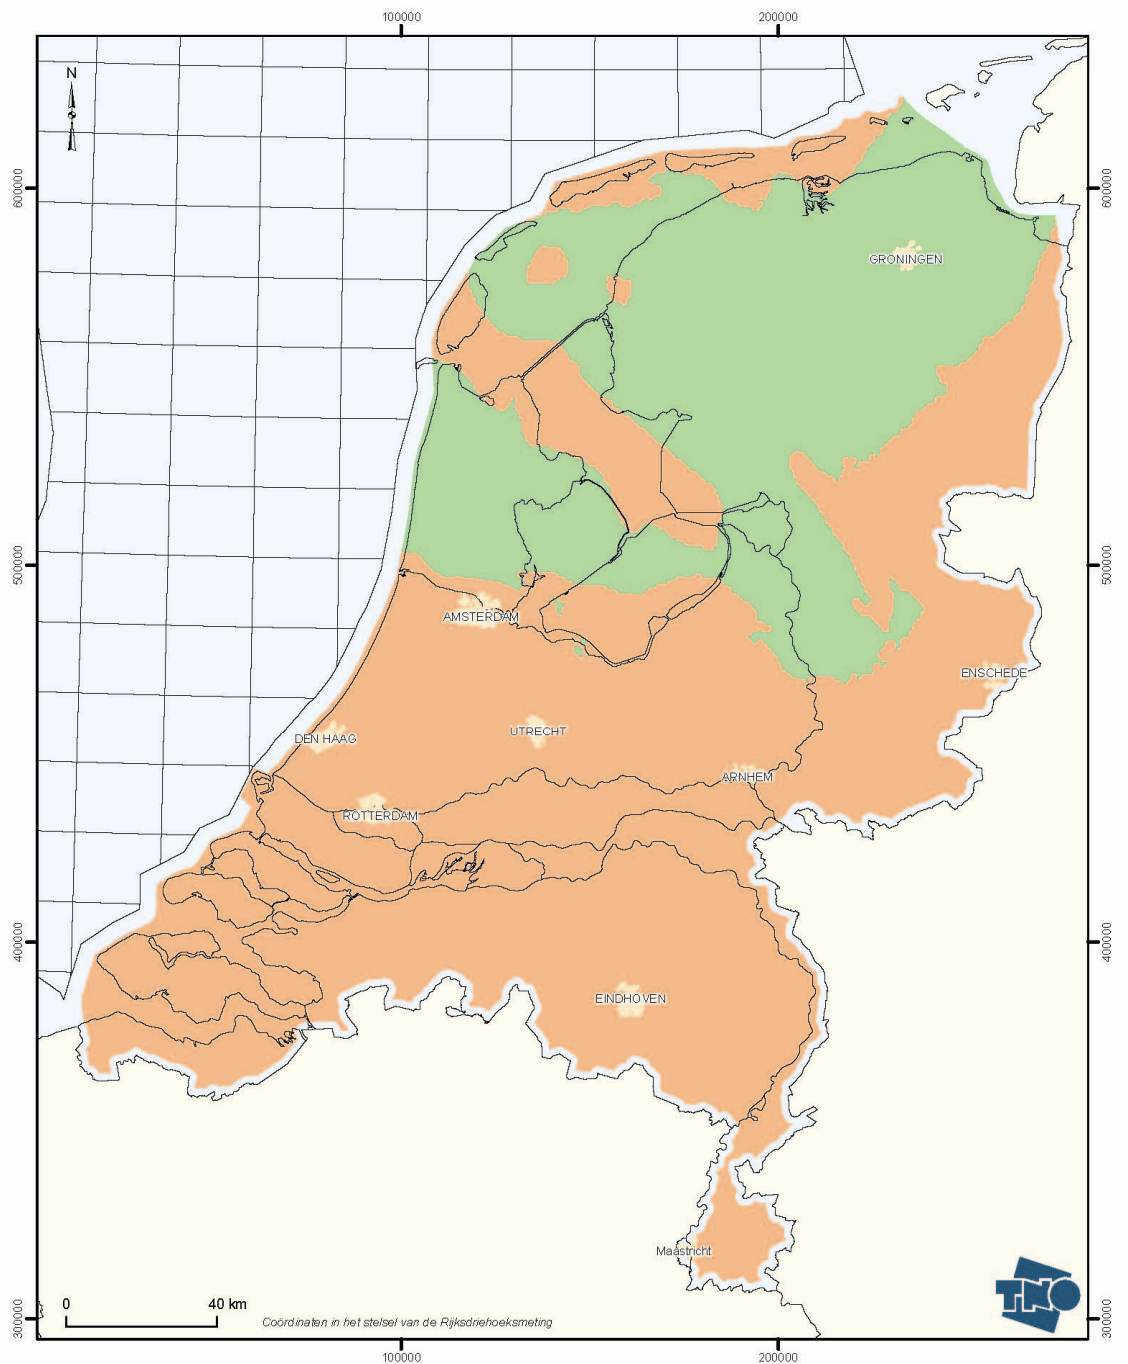 100000
200000
N
600000
600000
GRONINGEN
500000
500000
AMSTERDAM
ENSCHEDE
DEN HAAG
UTRECHT
ARNHEM
ROTTERDAM
400000
400000
EINDHOVEN
Maastricht
TNO
0
40 km
Coördinaten in het stelsel van de Rijksdriehoeksmeting
300000
300000
100000
200000